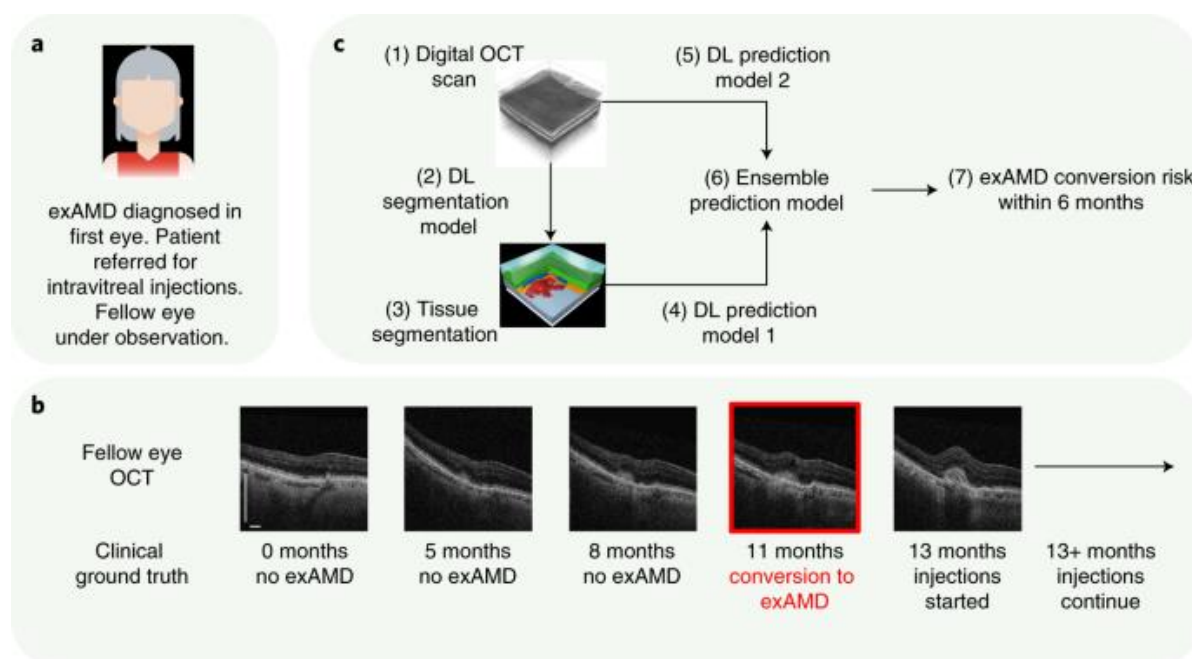 a
exAMD diagnosed in
first eye. Patient
referred for
intravitreal injections.
Fellow eye
under observation.
c
(1) Digital OCT
scan
(2) DL
segmentation
model
(3) Tissue
segmentation
(4) DL prediction
model 1
(5) DL prediction
model 2
(6) Ensemble
prediction model
(7) exAMD conversion risk
within 6 months
b
Fellow eye
OCT
Clinical
ground truth
0 months
no exAMD
5 months
no exAMD
8 months
no exAMD
11 months
conversion to
exAMD
13 months
injections
started
13+ months
injections
continue